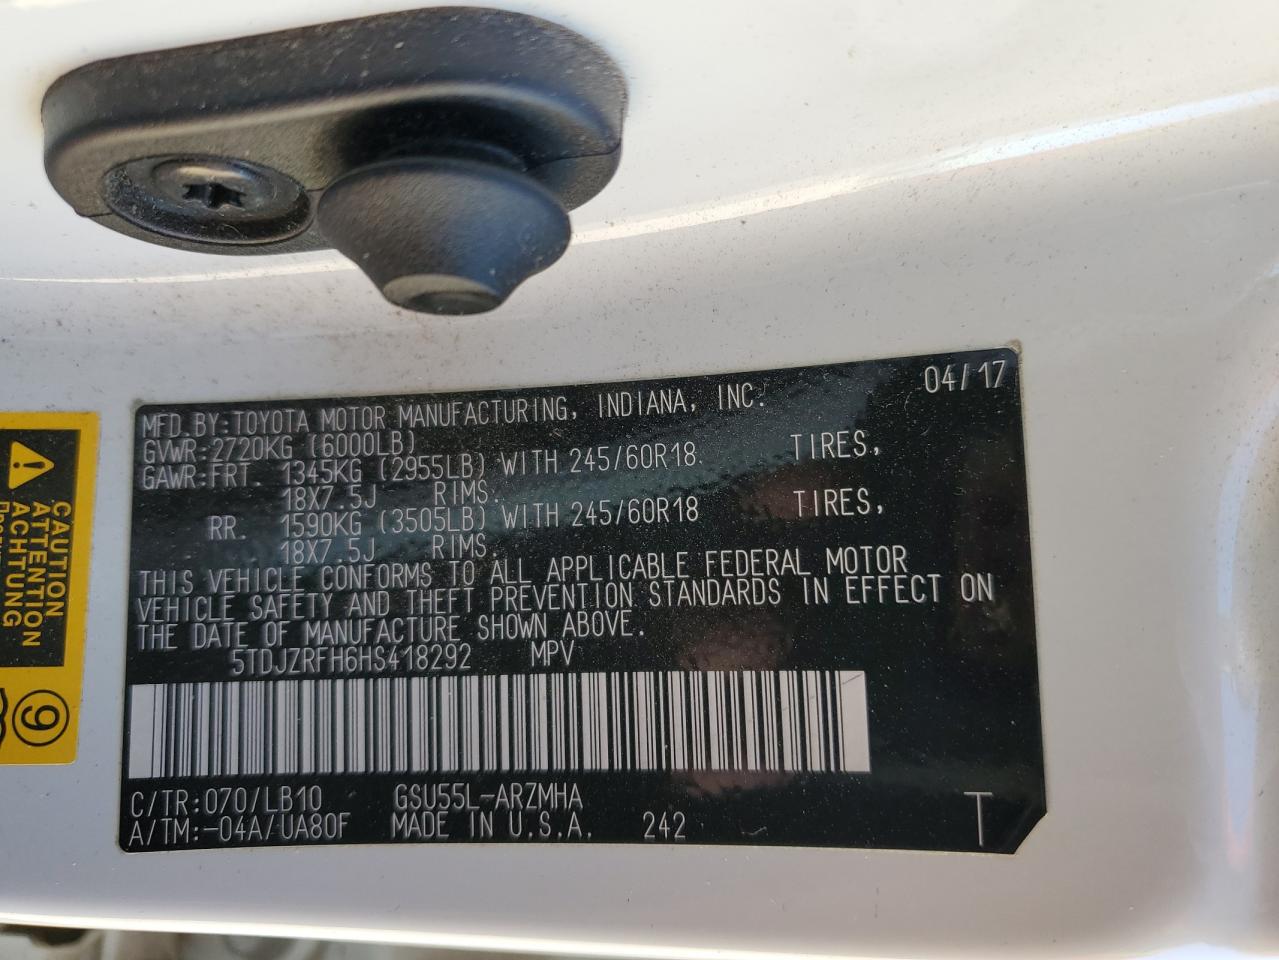 MFD.BY:TOYOTA MOTOR MANUFACTURING, INDIANA, INC. 04/17
GVWR:2720KG (6000LB)
GAWR:FRT. 1345KG (2955LB) WITH 245/60R18 TIRES,
18X7.5J RIMS.
RR. 1590KG (3505LB) WITH 245/60R18 TIRES,
18X7.5J RIMS.
THIS VEHICLE CONFORMS TO ALL APPLICABLE FEDERAL MOTOR
VEHICLE SAFETY AND THEFT PREVENTION STANDARDS IN EFFECT ON
THE DATE OF MANUFACTURE SHOWN ABOVE.
5TDJZRFH6HS418292 MPV
C/TR:070/LB10 GSU55L-ARZMHA
A/TM:-04A/UA80F MADE IN U.S.A. 242 T
CAUTION
ATTENTION
ACHTUNG
9